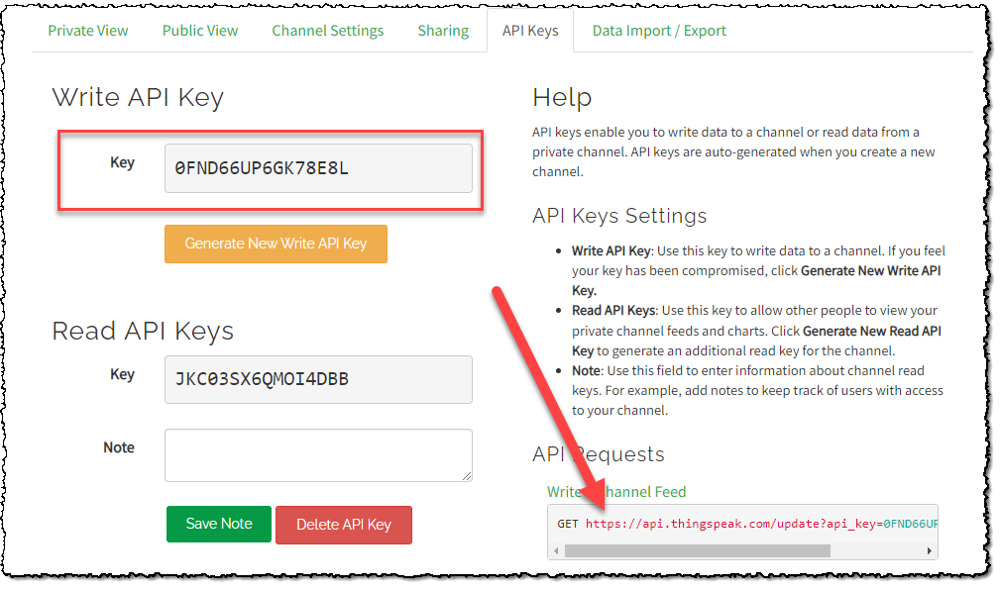 Private View Public View Channel Settings Sharing API Keys Data Import / Export
Write API Key
Key 0FND66UP6GK78E8L
Generate New Write API Key
Read API Keys
Key JKC03SX6QMOI4DBB
Note
Save Note Delete API Key
Help
API keys enable you to write data to a channel or read data from a
private channel. API keys are auto-generated when you create a new
channel.
API Keys Settings
• Write API Key: Use this key to write data to a channel. If you feel
your key has been compromised, click Generate New Write API
Key.
• Read API Keys: Use this key to allow other people to view your
private channel feeds and charts. Click Generate New Read API
Key to generate an additional read key for the channel.
• Note: Use this field to enter information about channel read
keys. For example, add notes to keep track of users with access
to your channel.
API Requests
Write Channel Feed
GET https://api.thingspeak.com/update?api_key=0FND66UP